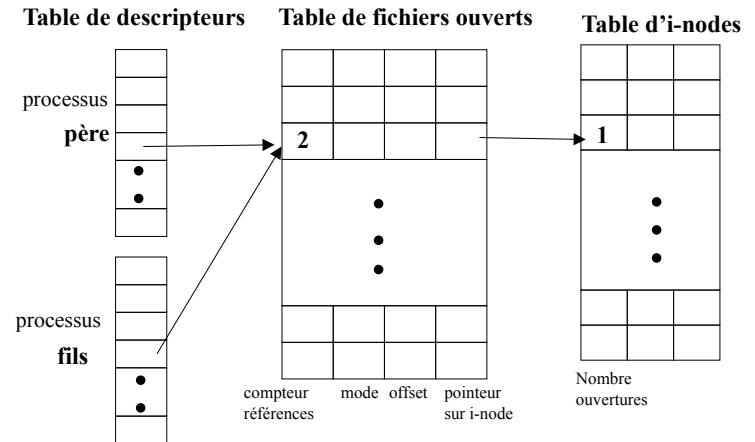 Table de descripteurs
Table de fichiers ouverts
Table d'i-nodes
processus
père
2
1
processus
fils
compteur
références
mode
offset
pointeur
sur i-node
Nombre
ouvertures